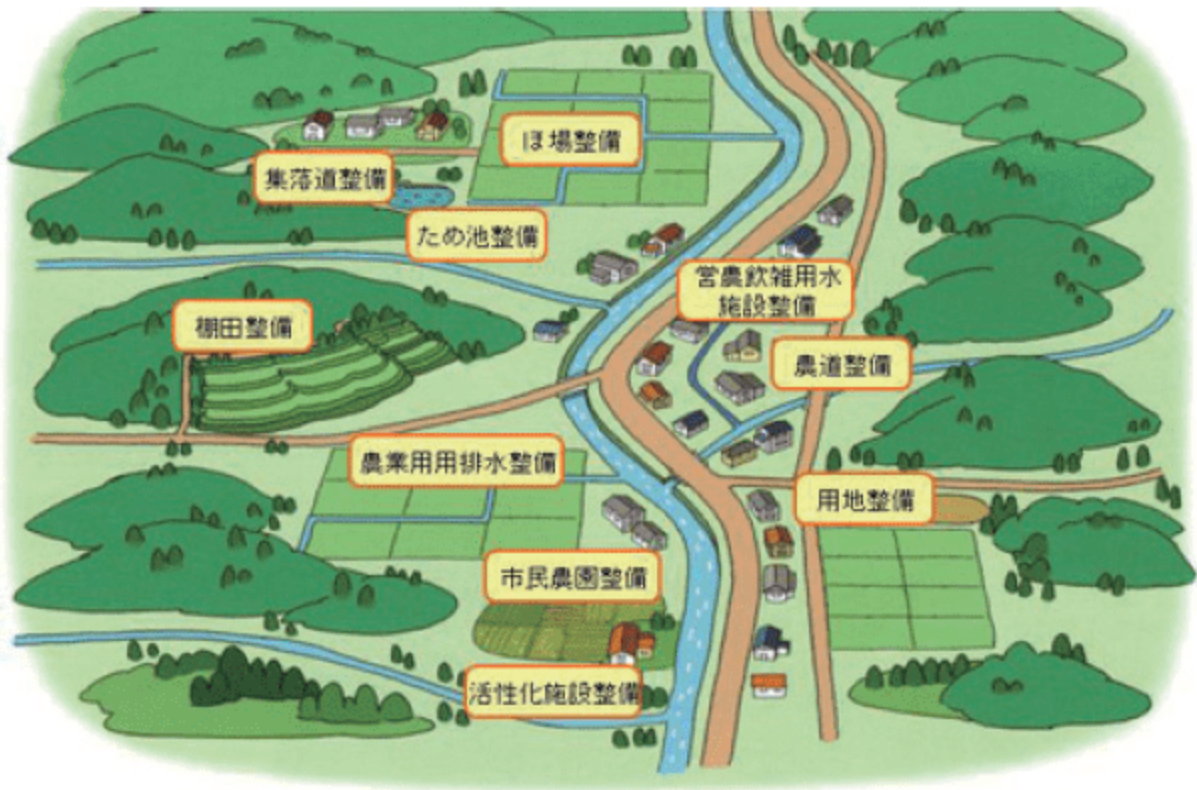 ほ場整備
集落道整備
ため池整備
営農飲雑用水
施設整備
棚田整備
農道整備
農業用用排水整備
用地整備
市民農園整備
活性化施設整備